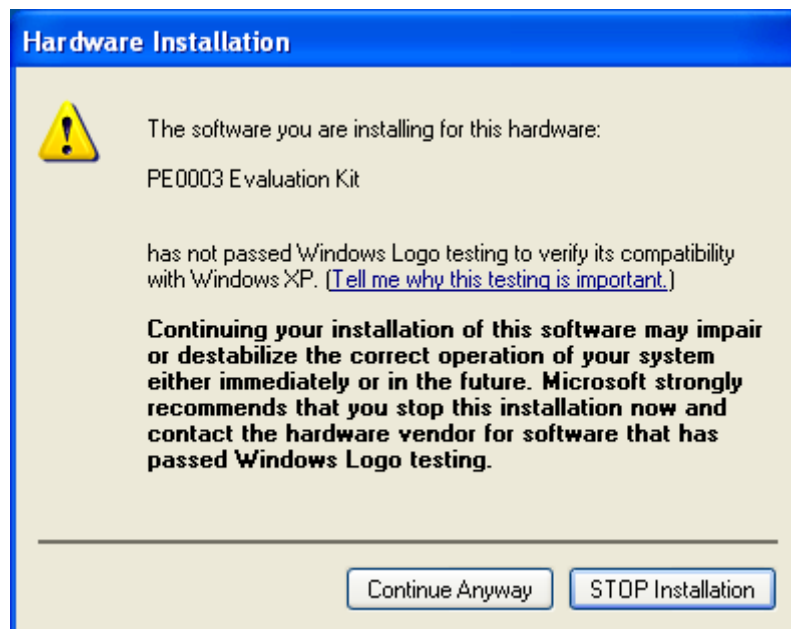 Hardware Installation
The software you are installing for this hardware:
PE0003 Evaluation Kit
has not passed Windows Logo testing to verify its compatibility
with Windows XP. (Tell me why this testing is important.)
Continuing your installation of this software may impair
or destabilize the correct operation of your system
either immediately or in the future. Microsoft strongly
recommends that you stop this installation now and
contact the hardware vendor for software that has
passed Windows Logo testing.
Continue Anyway
STOP Installation